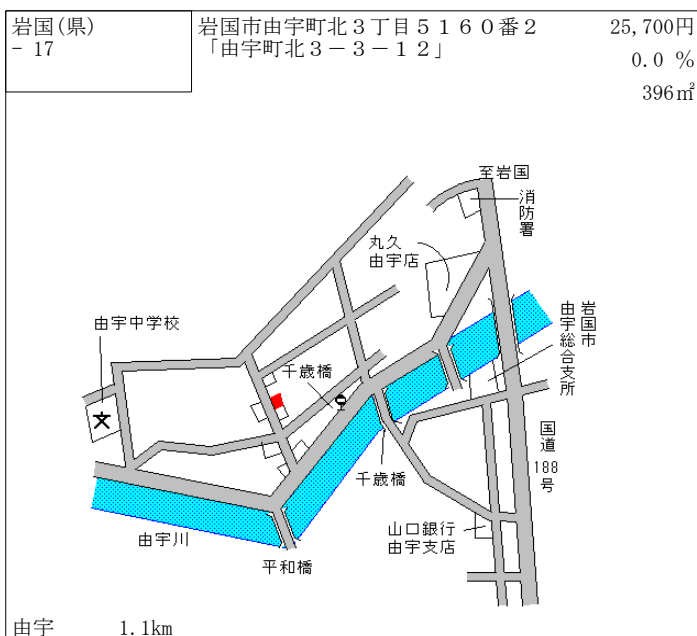 岩国(県)
- 17
岩国市由宇町北３丁目５１６０番２
「由宇町北３－３－１２」
25,700円
0.0 %
396㎡
至岩国
消防署
丸久
由宇店
岩国市
由宇総合支所
由宇中学校
千歳橋
文
国道
188
号
千歳橋
山口銀行
由宇支店
由宇川
平和橋
由宇 1.1km